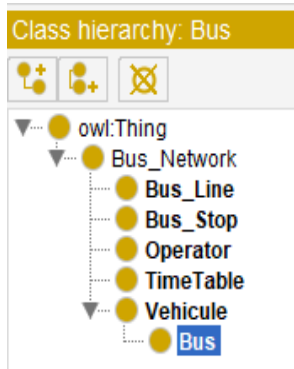 Class hierarchy: Bus
owl:Thing
Bus_Network
Bus_Line
Bus_Stop
Operator
TimeTable
Vehicule
Bus